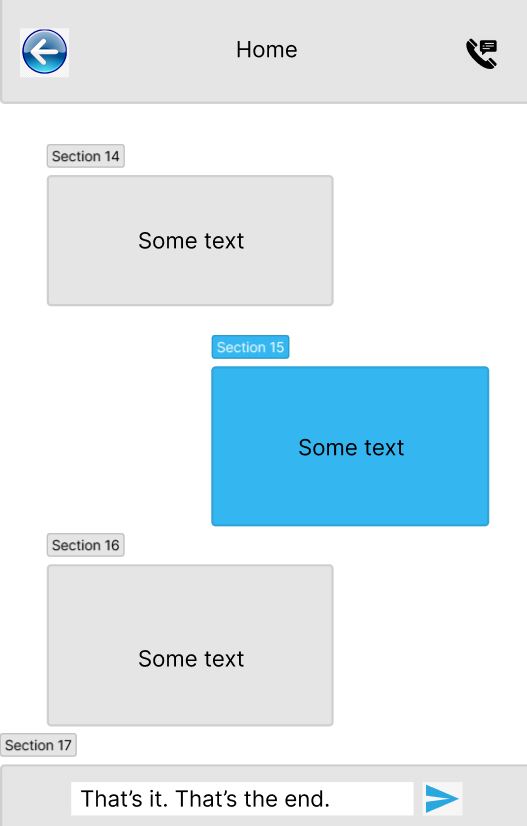 Home
Section 14
Some text
Section 15
Some text
Section 16
Some text
Section 17
That’s it. That’s the end.